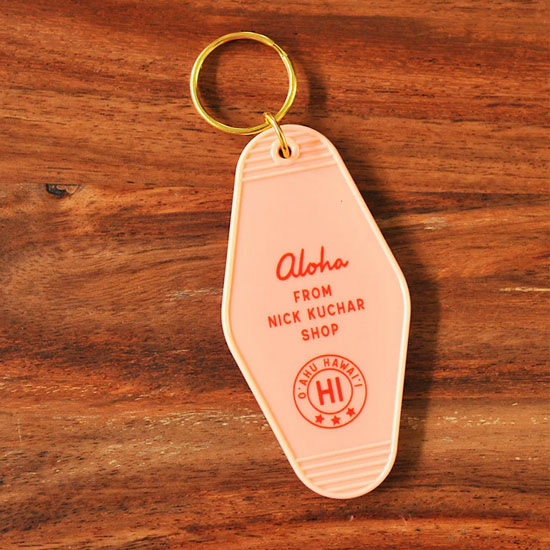 Aloha
FROM
NICK KUCHAR
SHOP
O'AHU HAWAI'I
HI